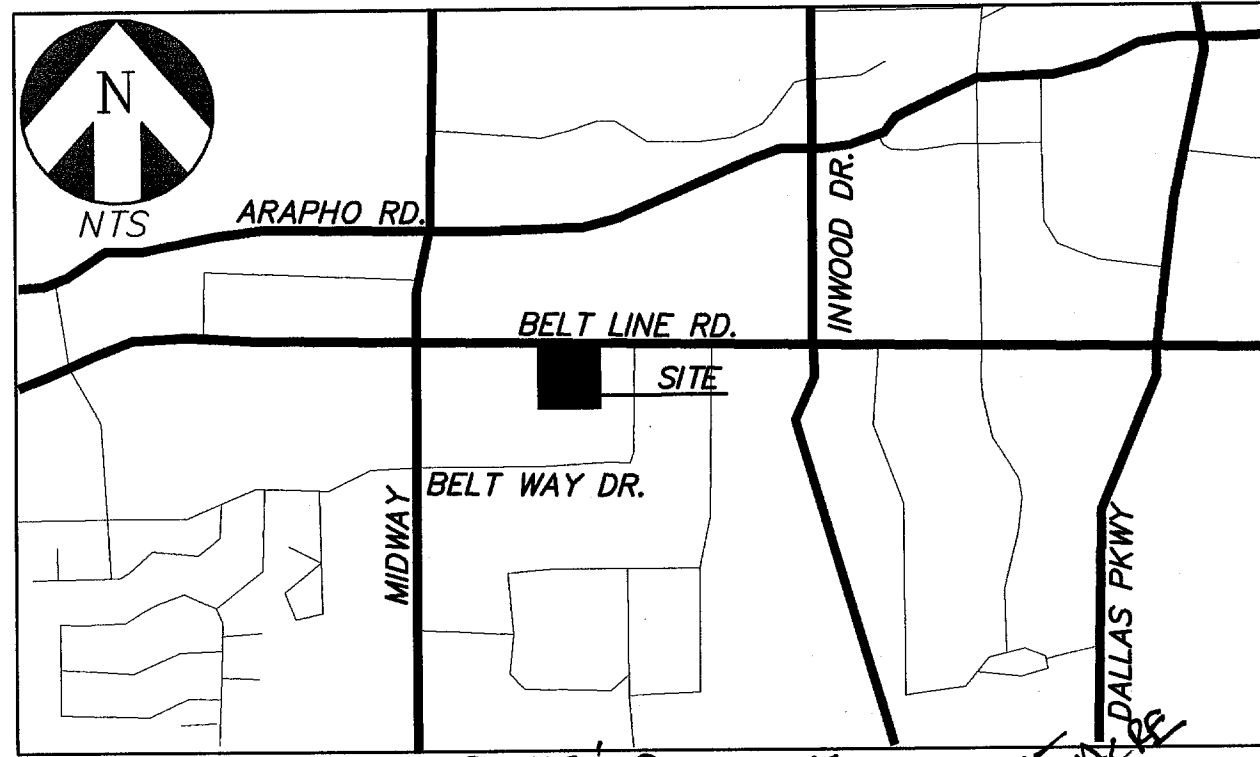 N
NTS
ARAPHO RD.
INWOOD DR.
BELT LINE RD.
SITE
BELT WAY DR.
MIDWAY
DALLAS PKWY